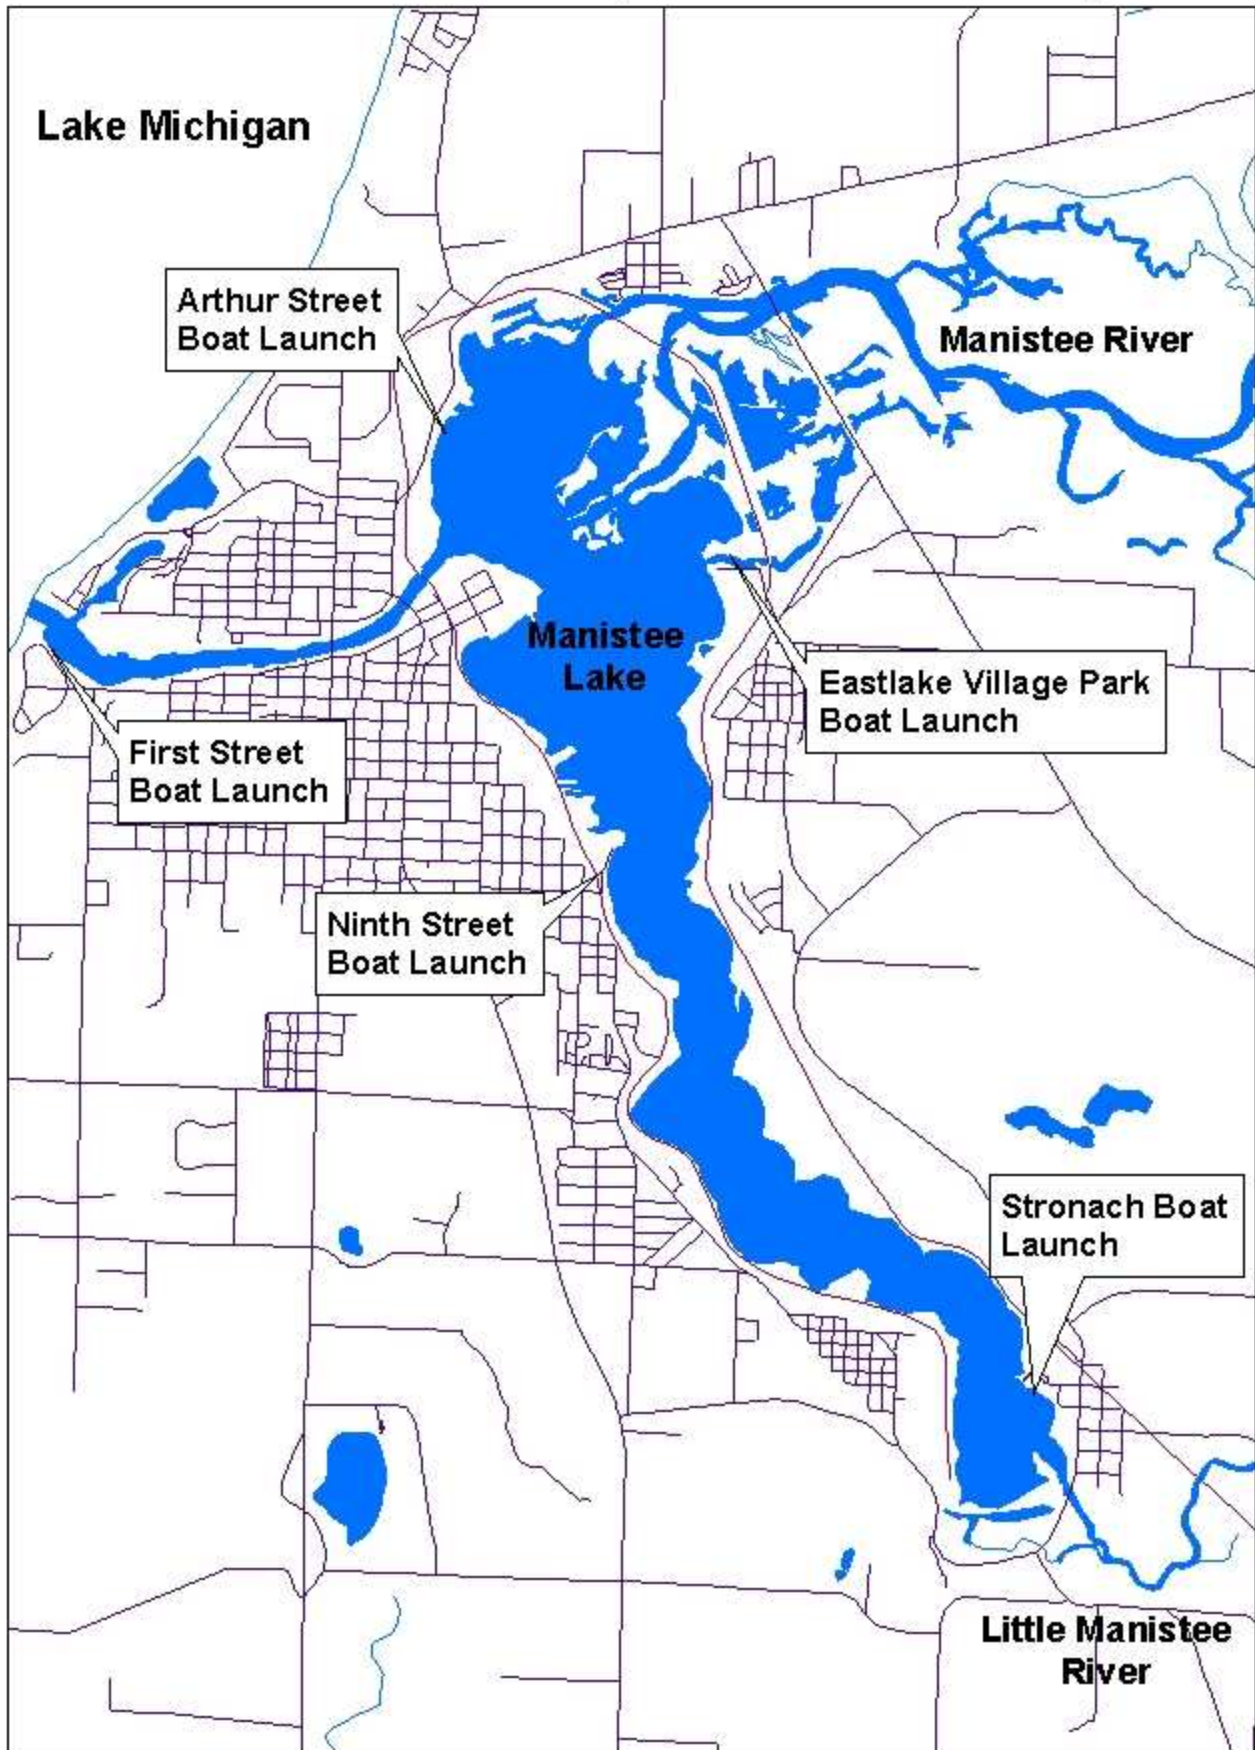 Lake Michigan
Arthur Street
Boat Launch
Manistee River
Manistee
Lake
Eastlake Village Park
Boat Launch
First Street
Boat Launch
Ninth Street
Boat Launch
Stronach Boat
Launch
Little Manistee
River